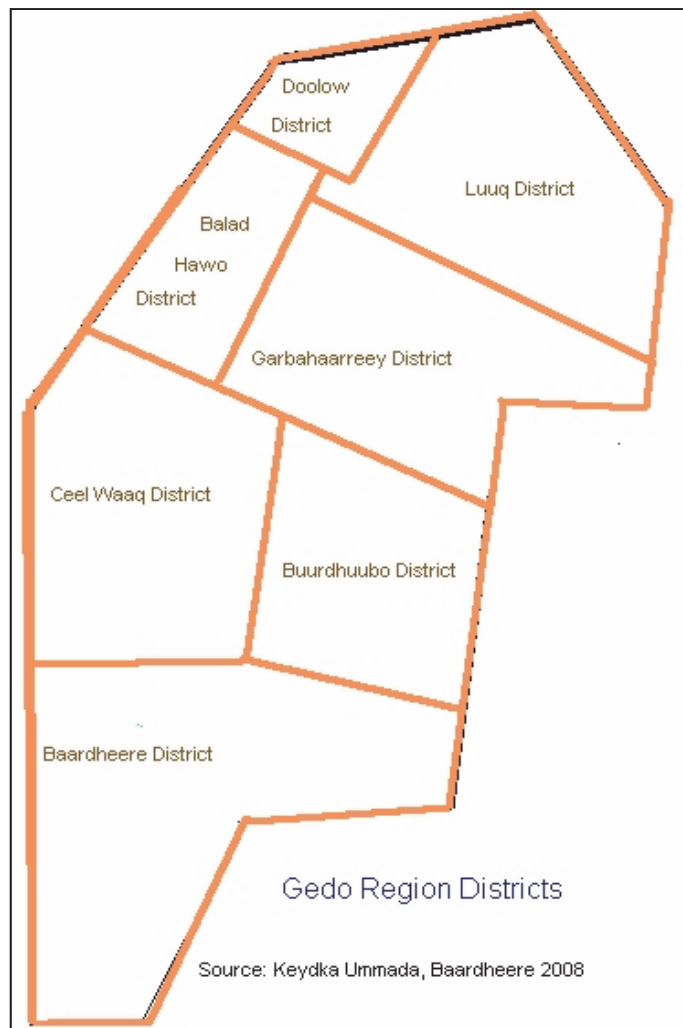 Doolow
District
Luuq District
Balad
Hawo
District
Garbahaarreey District
Ceel Waaq District
Buurdhuubo District
Baardheere District
Gedo Region Districts
Source: Keydka Ummada, Baardheere 2008